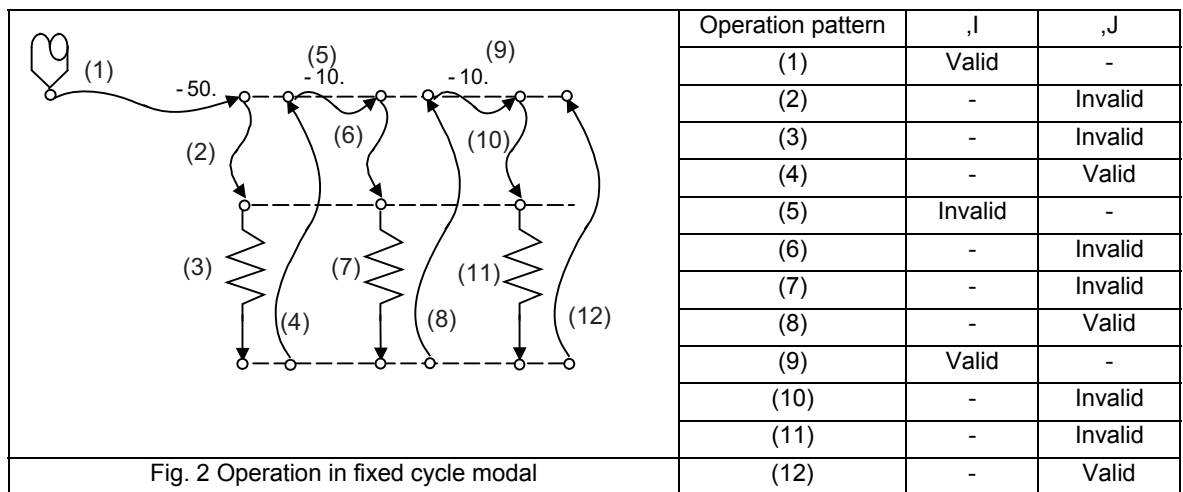 Operation pattern ,I ,J
(1) Valid -
(2) - Invalid
(3) - Invalid
(4) - Valid
(5) Invalid -
(6) - Invalid
(7) - Invalid
(8) - Valid
(9) Valid -
(10) - Invalid
(11) - Invalid
(12) - Valid
(5) (9)
(1) -50. -10. -10.
(2) (6) (10)
(3) (7) (11)
(4) (8) (12)
Fig. 2 Operation in fixed cycle modal